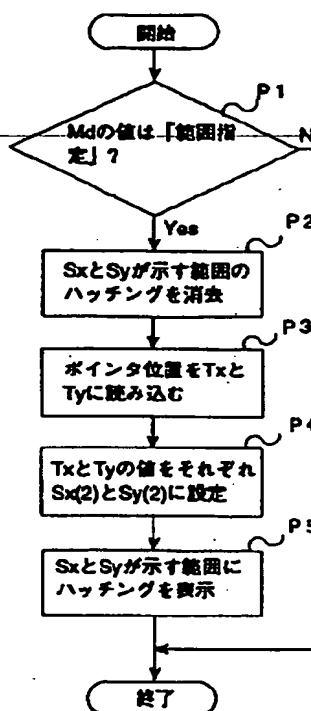 開始
P1
Mdの値は「範囲指
定」?
N
Yes
P2
SxとSyが示す範囲の
ハッチングを消去
P3
ポインタ位置をTxと
Tyに読み込む
P4
TxとTyの値をそれぞれ
Sx(2)とSy(2)に設定
P5
SxとSyが示す範囲に
ハッチングを表示
終了